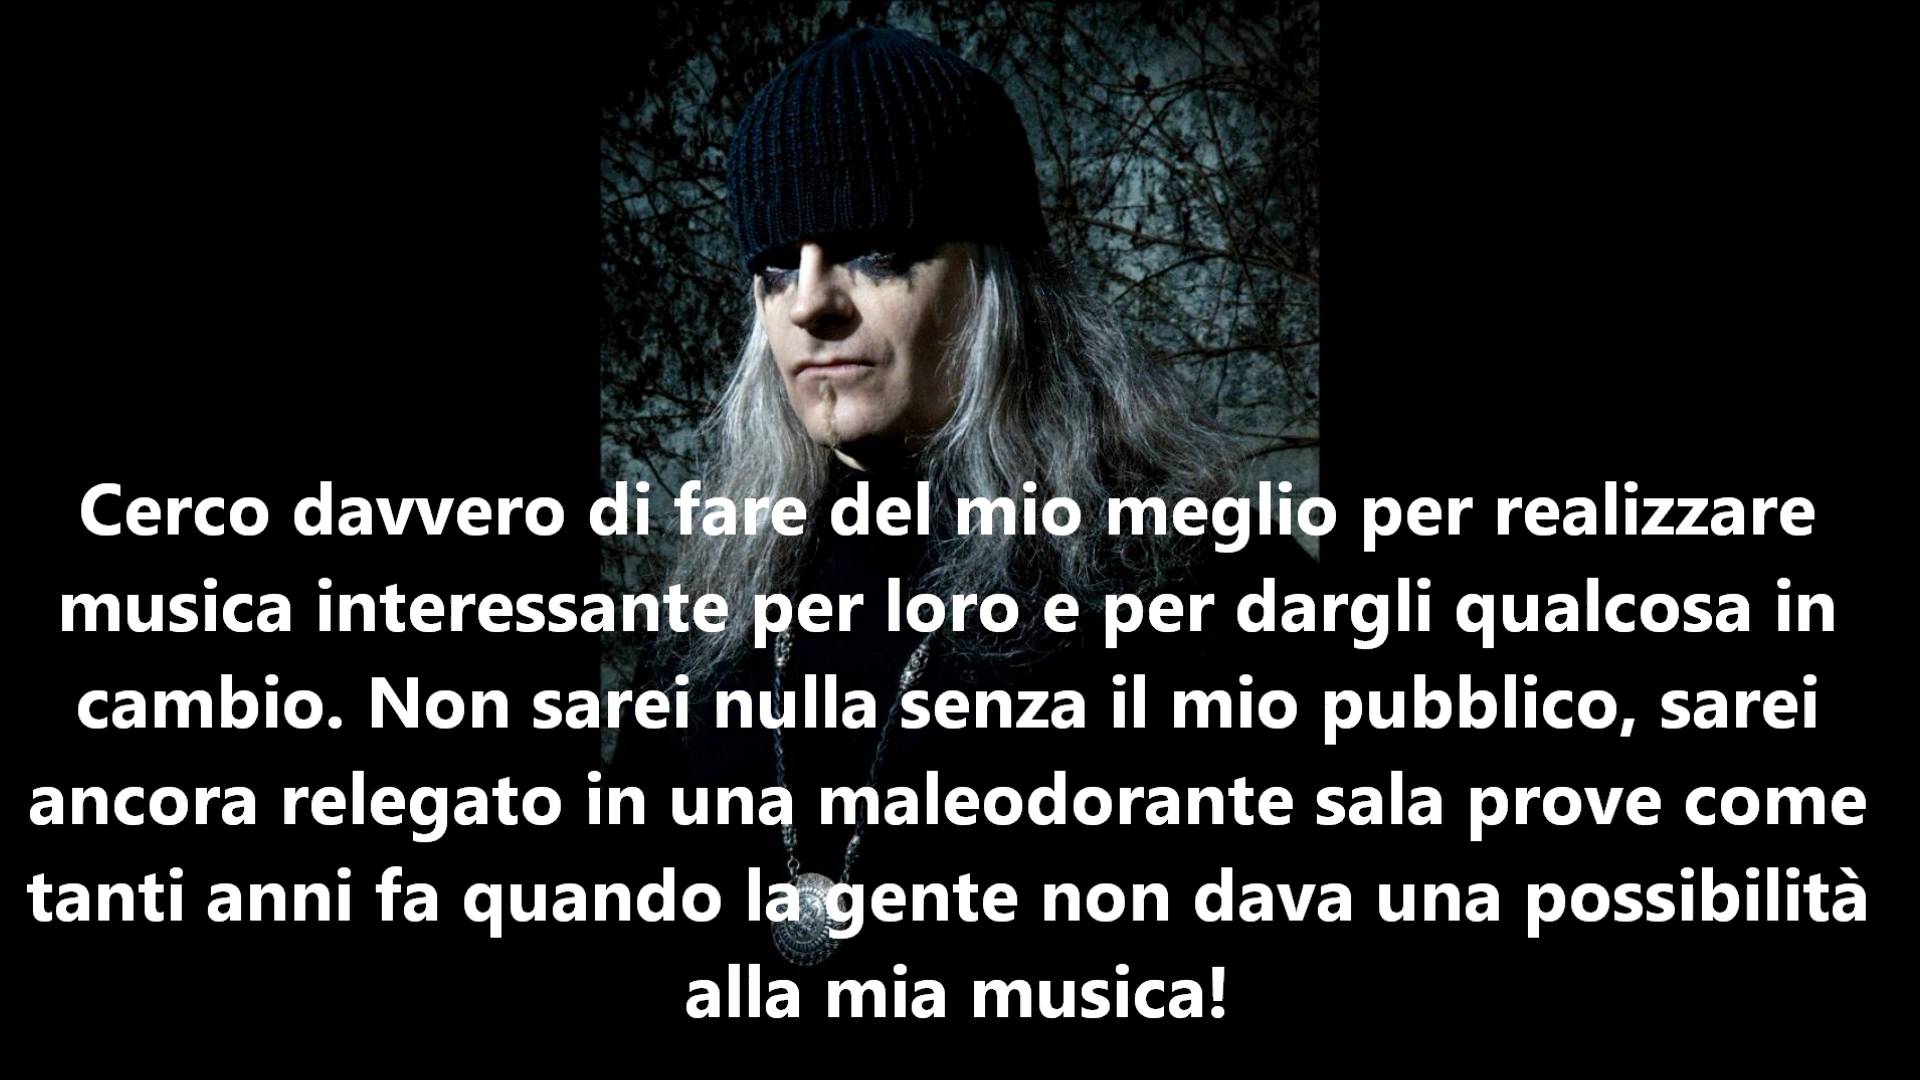 Cerco davvero di fare del mio meglio per realizzare
musica interessante per loro e per dargli qualcosa in
cambio. Non sarei nulla senza il mio pubblico, sarei
ancora relegato in una maleodorante sala prove come
tanti anni fa quando la gente non dava una possibilità
alla mia musica!